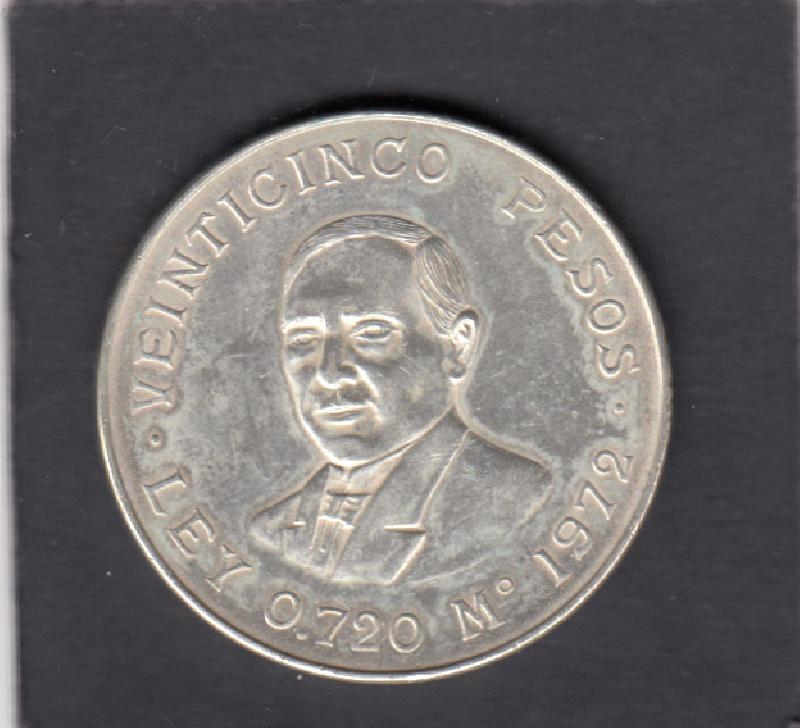 · VEINTICINCO PESOS ·
LEY 0.720 Mº 1972